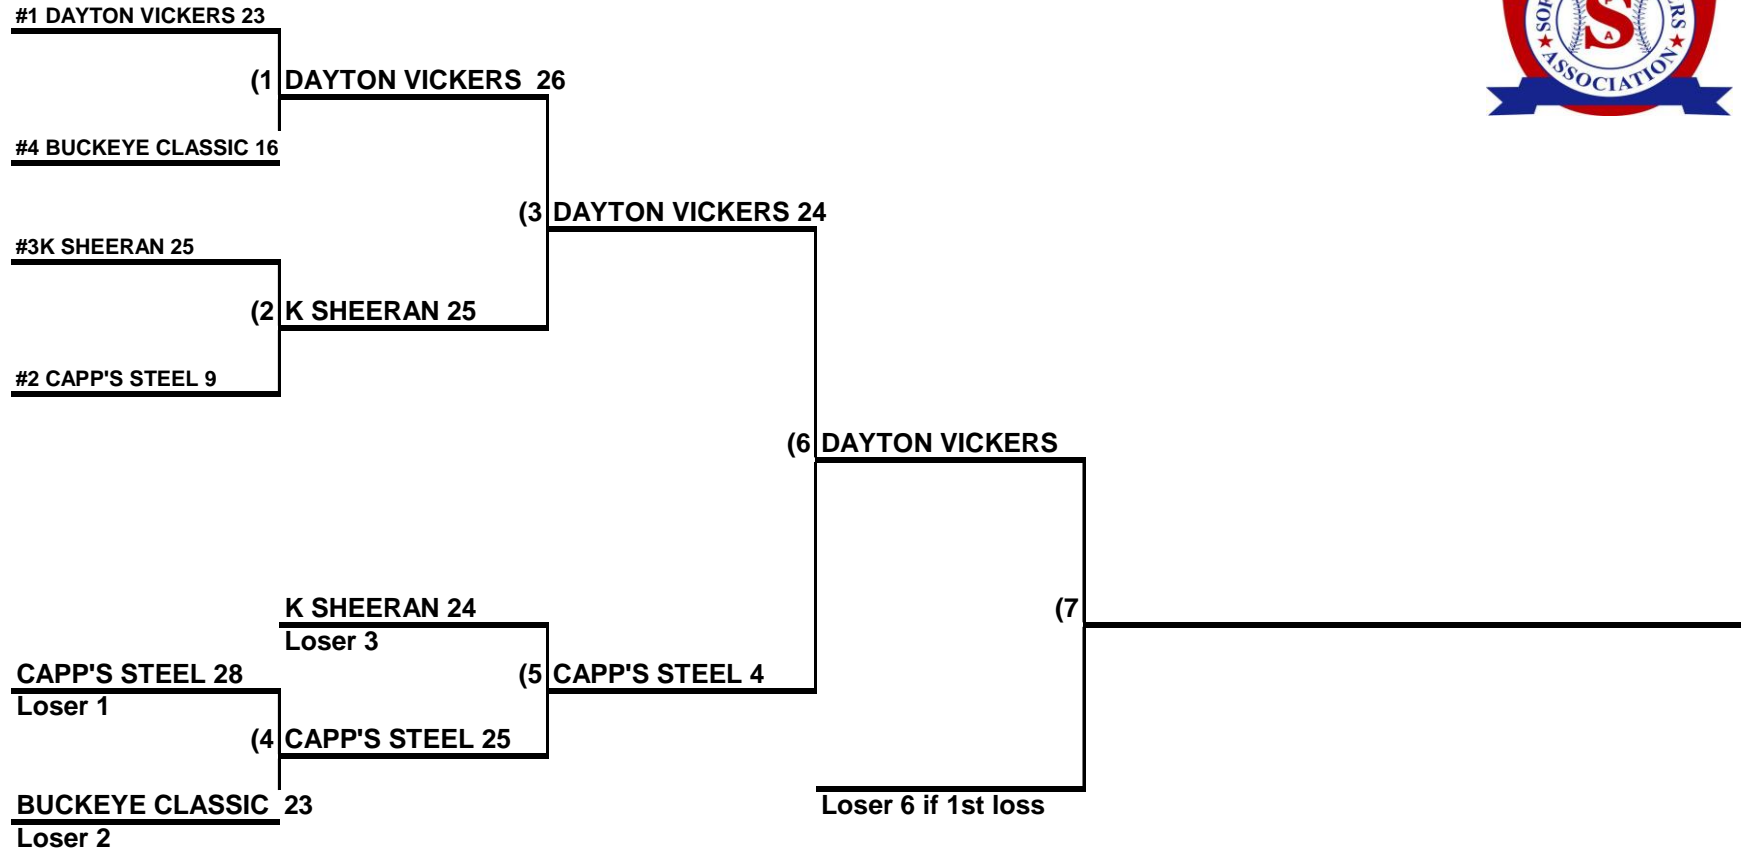 #1 DAYTON VICKERS 23
(1 DAYTON VICKERS 26
#4 BUCKEYE CLASSIC 16
(3 DAYTON VICKERS 24
#3K SHEERAN 25
(2 K SHEERAN 25
#2 CAPP'S STEEL 9
(6 DAYTON VICKERS
K SHEERAN 24
(7
Loser 3
CAPP'S STEEL 28
(5 CAPP'S STEEL 4
Loser 1
(4 CAPP'S STEEL 25
BUCKEYE CLASSIC 23
Loser 6 if 1st loss
Loser 2
S
A
ASSOCIATION